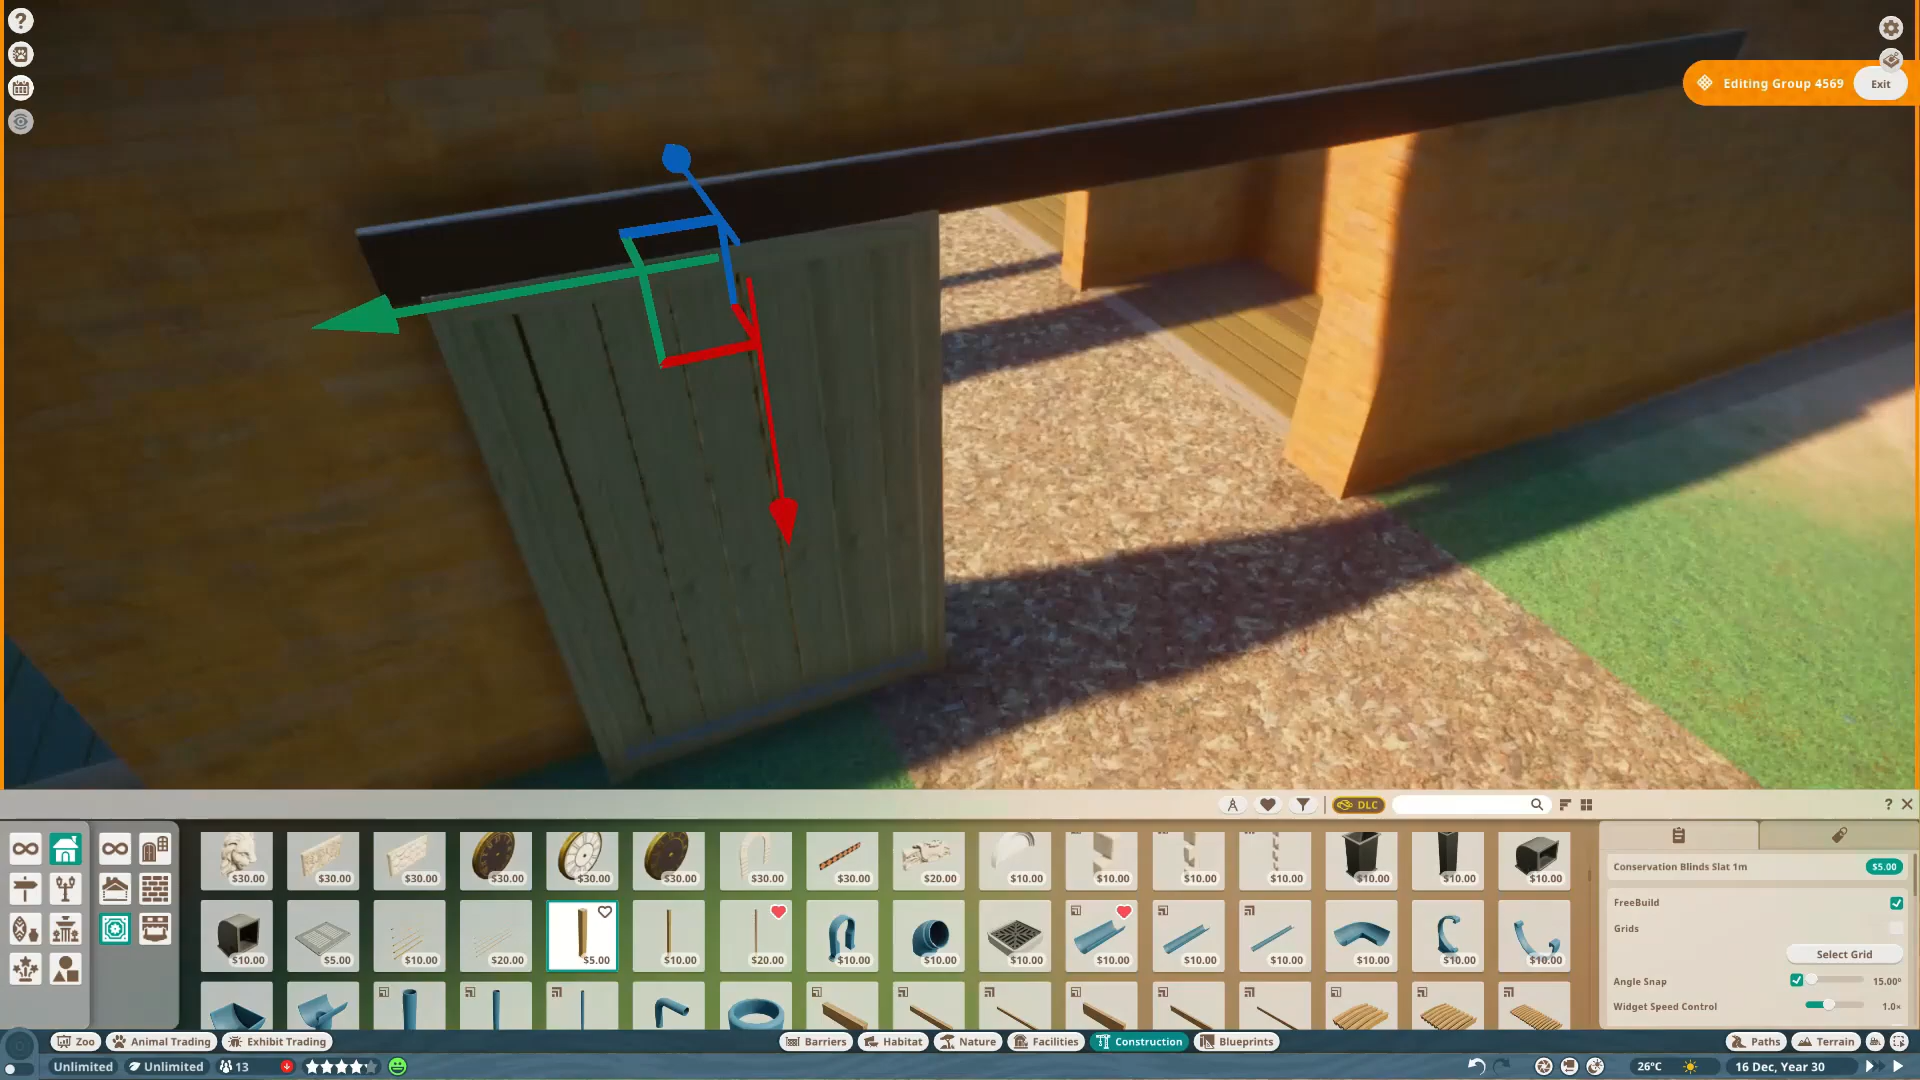 ?
Editing Group 4569 Exit
DLC
? ×
$30.00 $30.00 $30.00 $30.00 $30.00 $30.00 $30.00 $30.00 $20.00 $10.00 $10.00 $10.00 $10.00 $10.00 $10.00 $10.00
Conservation Blinds Slat 1m $5.00
FreeBuild
Grids
$10.00 $5.00 $10.00 $20.00 $5.00 $10.00 $20.00 $10.00 $10.00 $10.00 $10.00 $10.00 $10.00 $10.00 $10.00 $10.00
Select Grid
Angle Snap 15.00°
Widget Speed Control 1.0×
Zoo Animal Trading Exhibit Trading Barriers Habitat Nature Facilities Construction Blueprints Paths Terrain
Unlimited Unlimited 13 26°C 16 Dec, Year 30